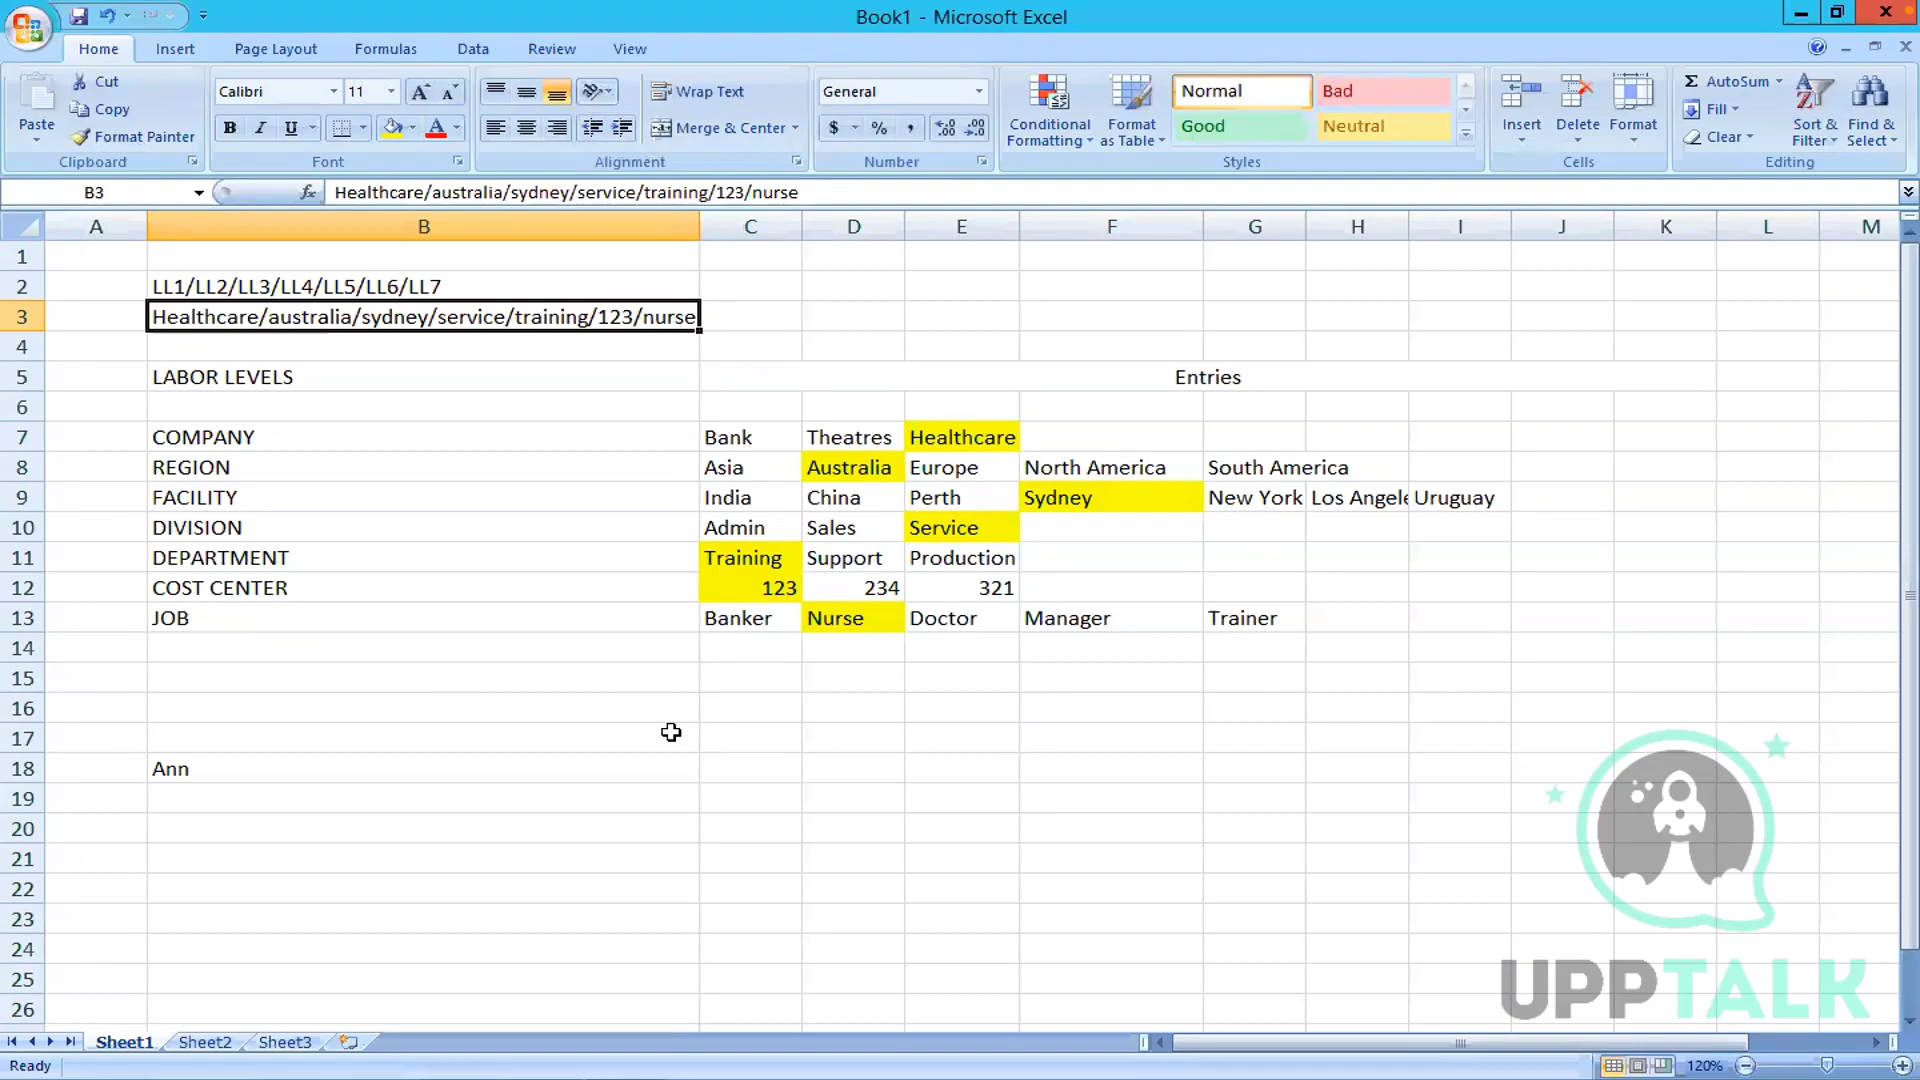 Book1 - Microsoft Excel
Home Insert Page Layout Formulas Data Review View
Paste
Cut
Copy
Format Painter
Clipboard
Calibri 11
Font
Wrap Text
Merge & Center
Alignment
General
$ % ,
Number
Conditional Formatting
Format as Table
Normal Bad
Good Neutral
Styles
Insert Delete Format
Cells
AutoSum
Fill
Clear
Sort & Filter
Find & Select
Editing
B3 fx Healthcare/australia/sydney/service/training/123/nurse
A B C D E F G H I J K L M
1
2 LL1/LL2/LL3/LL4/LL5/LL6/LL7
3 Healthcare/australia/sydney/service/training/123/nurse
4
5 LABOR LEVELS Entries
6
7 COMPANY Bank Theatres Healthcare
8 REGION Asia Australia Europe North America South America
9 FACILITY India China Perth Sydney New York Los Angele Uruguay
10 DIVISION Admin Sales Service
11 DEPARTMENT Training Support Production
12 COST CENTER 123 234 321
13 JOB Banker Nurse Doctor Manager Trainer
14
15
16
17
18 Ann
19
20
21
22
23
24
25
26
UPPTALK
Sheet1 Sheet2 Sheet3
Ready 120%